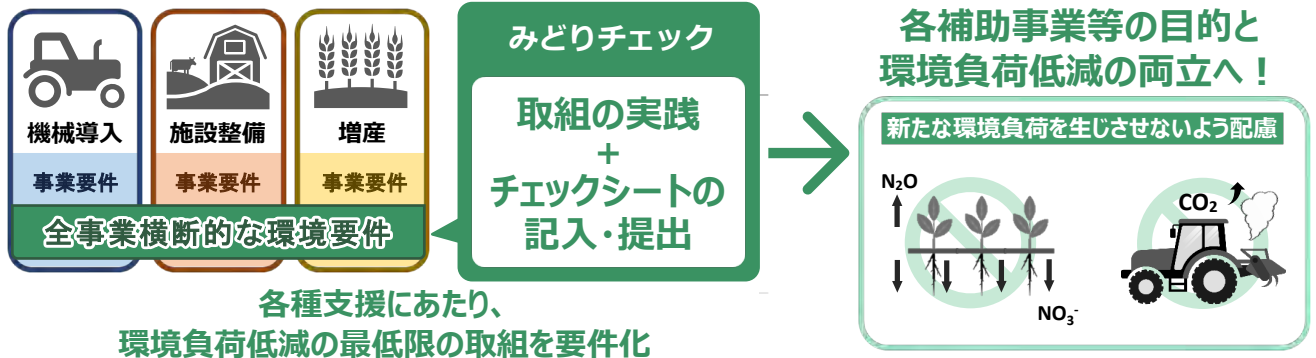 機械導入
事業要件
施設整備
事業要件
増産
事業要件
全事業横断的な環境要件
各種支援にあたり、
環境負荷低減の最低限の取組を要件化
みどりチェック
取組の実践
+
チェックシートの
記入・提出
各補助事業等の目的と
環境負荷低減の両立へ！
新たな環境負荷を生じさせないよう配慮
N₂O
NO₃⁻
CO₂